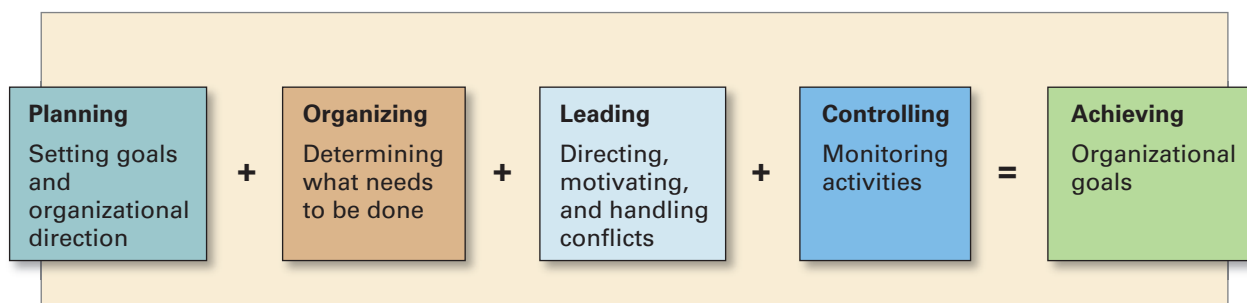 Planning
Setting goals
and
organizational
direction
+
Organizing
Determining
what needs
to be done
+
Leading
Directing,
motivating,
and handling
conflicts
+
Controlling
Monitoring
activities
=
Achieving
Organizational
goals